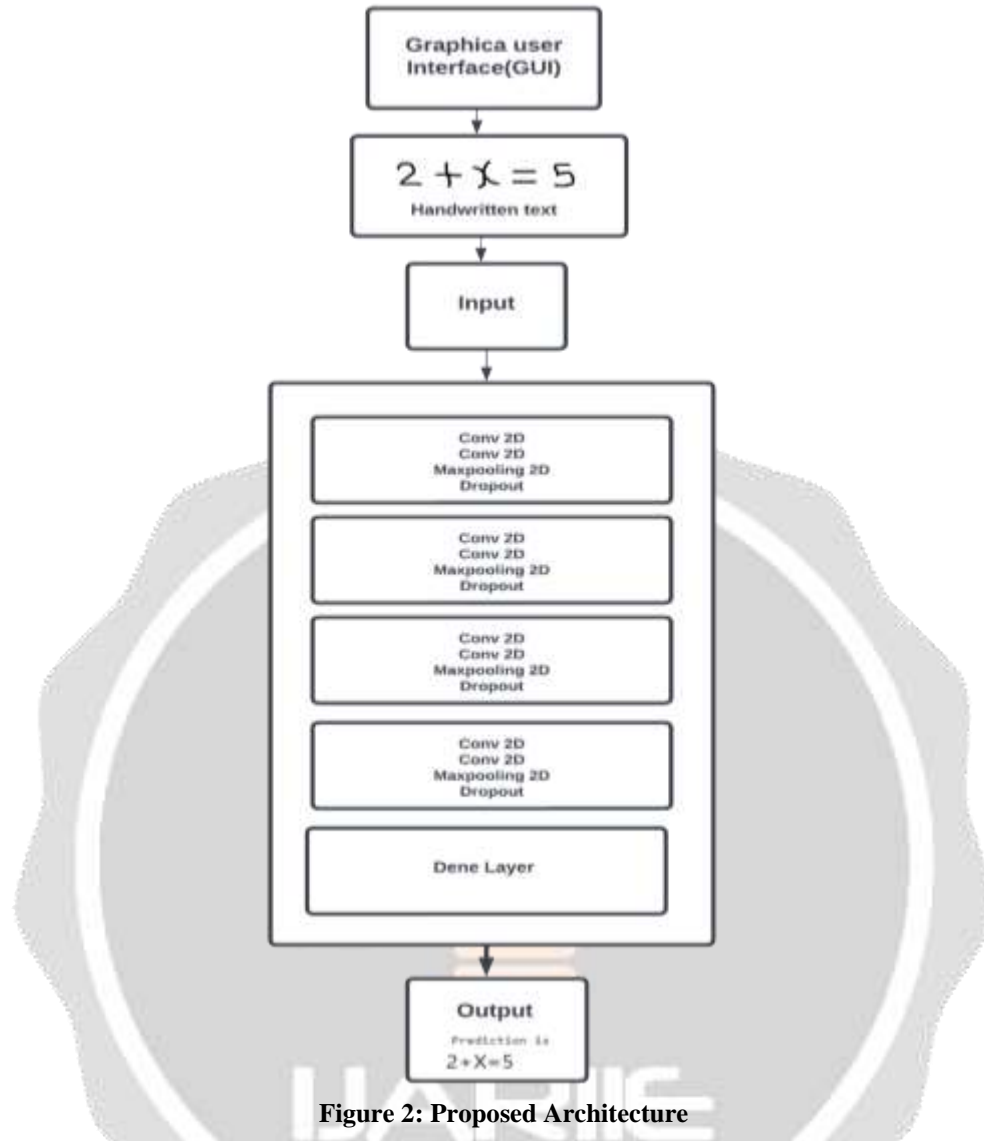 Graphica user
Interface(GUI)
2 + x = 5
Handwritten text
Input
Conv 2D
Conv 2D
Maxpooling 2D
Dropout
Conv 2D
Conv 2D
Maxpooling 2D
Dropout
Conv 2D
Conv 2D
Maxpooling 2D
Dropout
Conv 2D
Conv 2D
Maxpooling 2D
Dropout
Dene Layer
Output
Prediction is
2+X=5
IJARIIE
Figure 2: Proposed Architecture